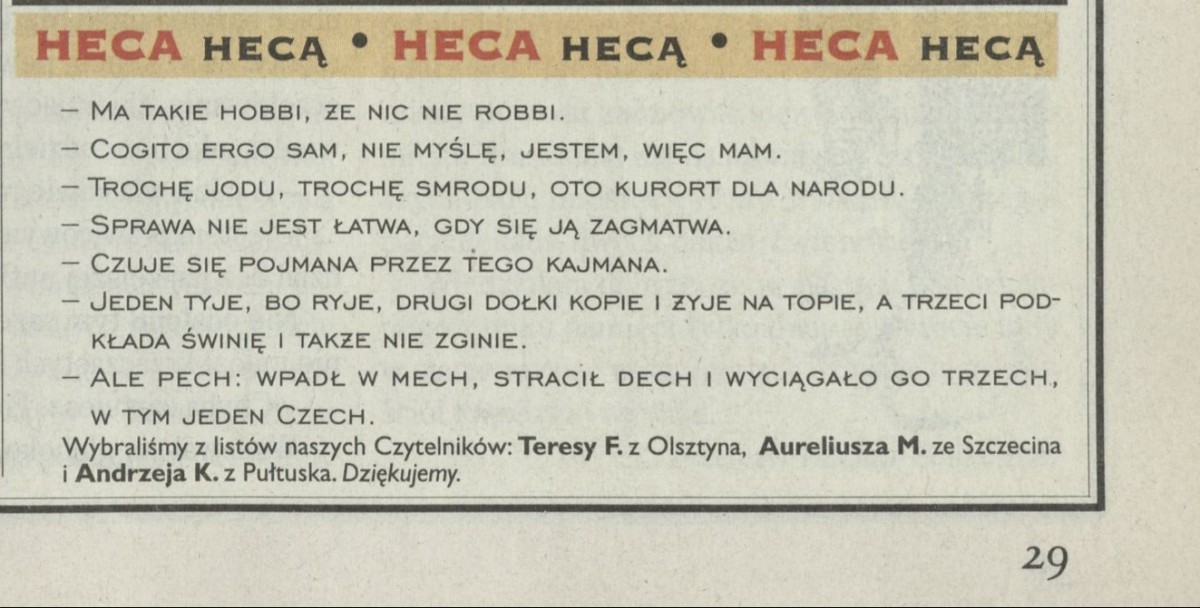 HECA HECĄ • HECA HECĄ • HECA HECĄ
– MA TAKIE HOBBI, ŻE NIC NIE ROBBI.
– COGITO ERGO SAM, NIE MYŚLĘ, JESTEM, WIĘC MAM.
– TROCHĘ JODU, TROCHĘ SMRODU, OTO KURORT DLA NARODU.
– SPRAWA NIE JEST ŁATWA, GDY SIĘ JĄ ZAGMATWA.
– CZUJE SIĘ POJMANA PRZEZ TEGO KAJMANA.
– JEDEN TYJE, BO RYJE, DRUGI DOŁKI KOPIE I ŻYJE NA TOPIE, A TRZECI POD-
KŁADA ŚWINIĘ I TAKŻE NIE ZGINIE.
– ALE PECH: WPADŁ W MECH, STRACIŁ DECH I WYCIĄGAŁO GO TRZECH,
W TYM JEDEN CZECH.
Wybraliśmy z listów naszych Czytelników: Teresy F. z Olsztyna, Aureliusza M. ze Szczecina
i Andrzeja K. z Pułtuska. Dziękujemy.
29